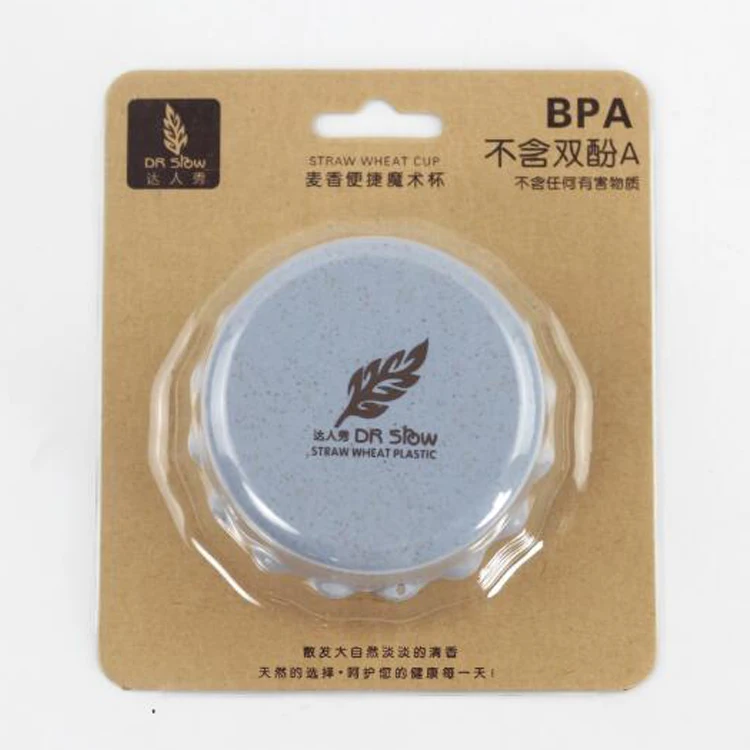 DR Slow
达人秀
STRAW WHEAT CUP
麦香便捷魔术杯
BPA
不含双酚A
不含任何有害物质
达人秀 DR Slow
STRAW WHEAT PLASTIC
散发大自然淡淡的清香
天然的选择·呵护您的健康每一天!